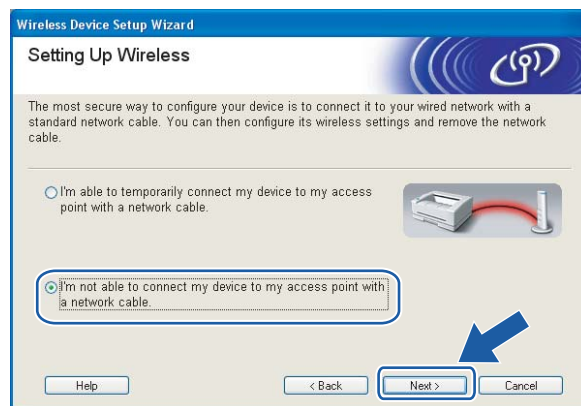 Wireless Device Setup Wizard
Setting Up Wireless
The most secure way to configure your device is to connect it to your wired network with a
standard network cable. You can then configure its wireless settings and remove the network
cable.
I'm able to temporarily connect my device to my access
point with a network cable.
I'm not able to connect my device to my access point with
a network cable.
Help
< Back
Next >
Cancel